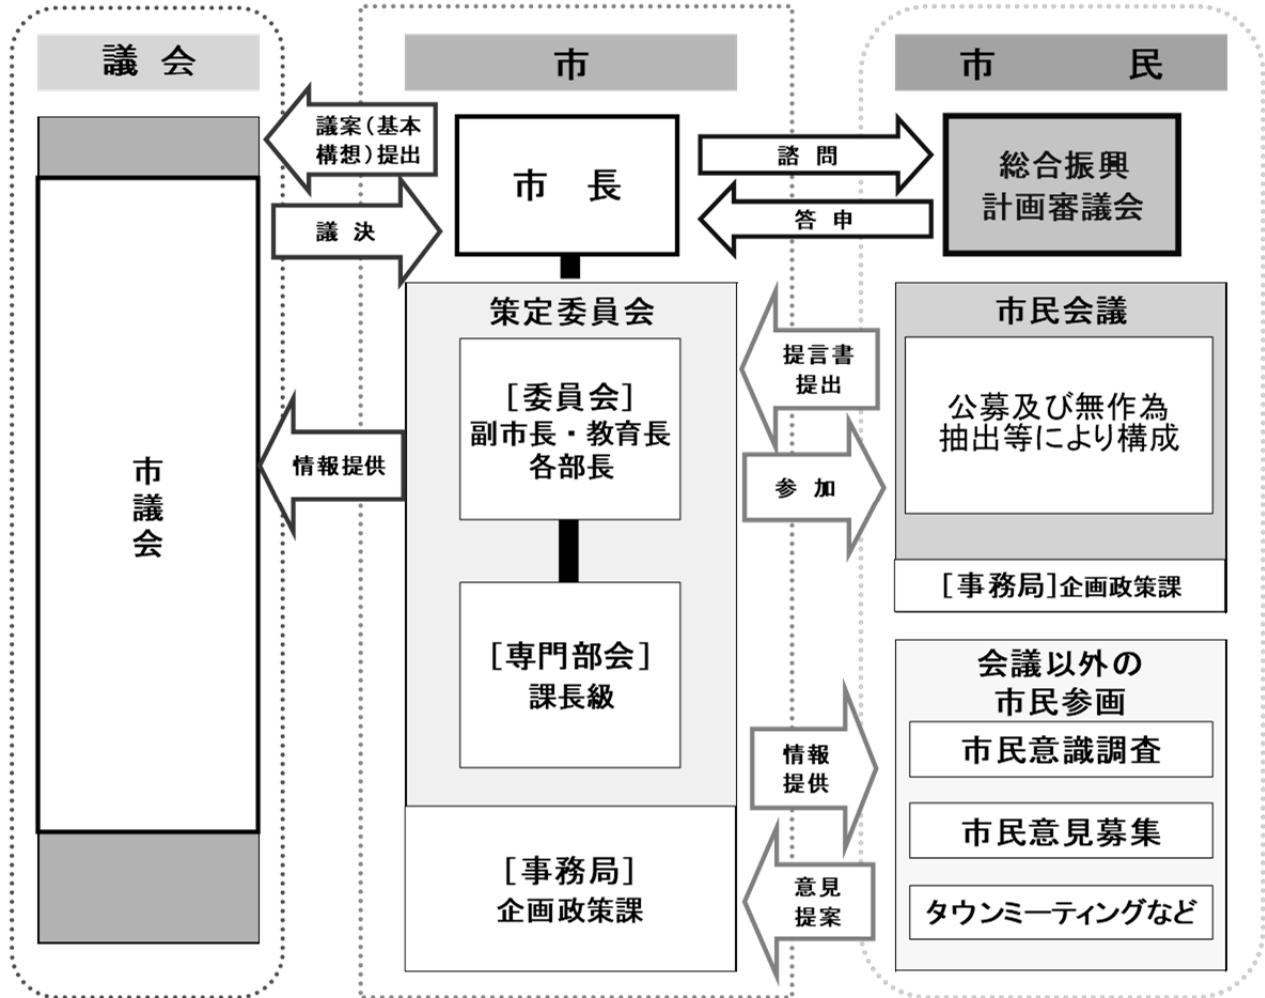 議 会
市
市 民
議案(基本
構想)提出
議 決
情報提供
市
議
会
市 長
策定委員会
[委員会]
副市長・教育長
各部長
[専門部会]
課長級
[事務局]
企画政策課
諮 問
答 申
提言書
提出
参 加
情報
提供
意見
提案
総合振興
計画審議会
市民会議
公募及び無作為
抽出等により構成
[事務局]企画政策課
会議以外の
市民参画
市民意識調査
市民意見募集
タウンミーティングなど